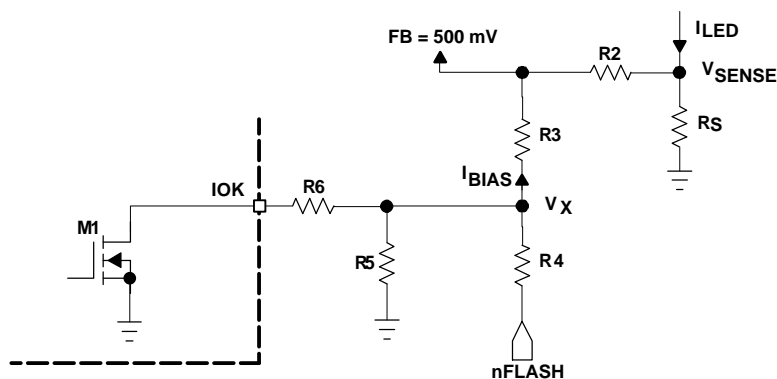 ILED
FB = 500 mV
R2
VSENSE
R3
RS
IBIAS
IOK
R6
VX
M1
R5
R4
nFLASH